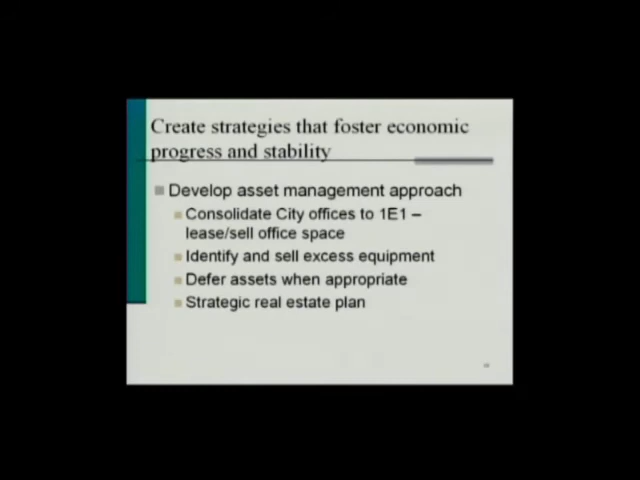 Create strategies that foster economic
progress and stability
Develop asset management approach
Consolidate City offices to 1E1 –
lease/sell office space
Identify and sell excess equipment
Defer assets when appropriate
Strategic real estate plan